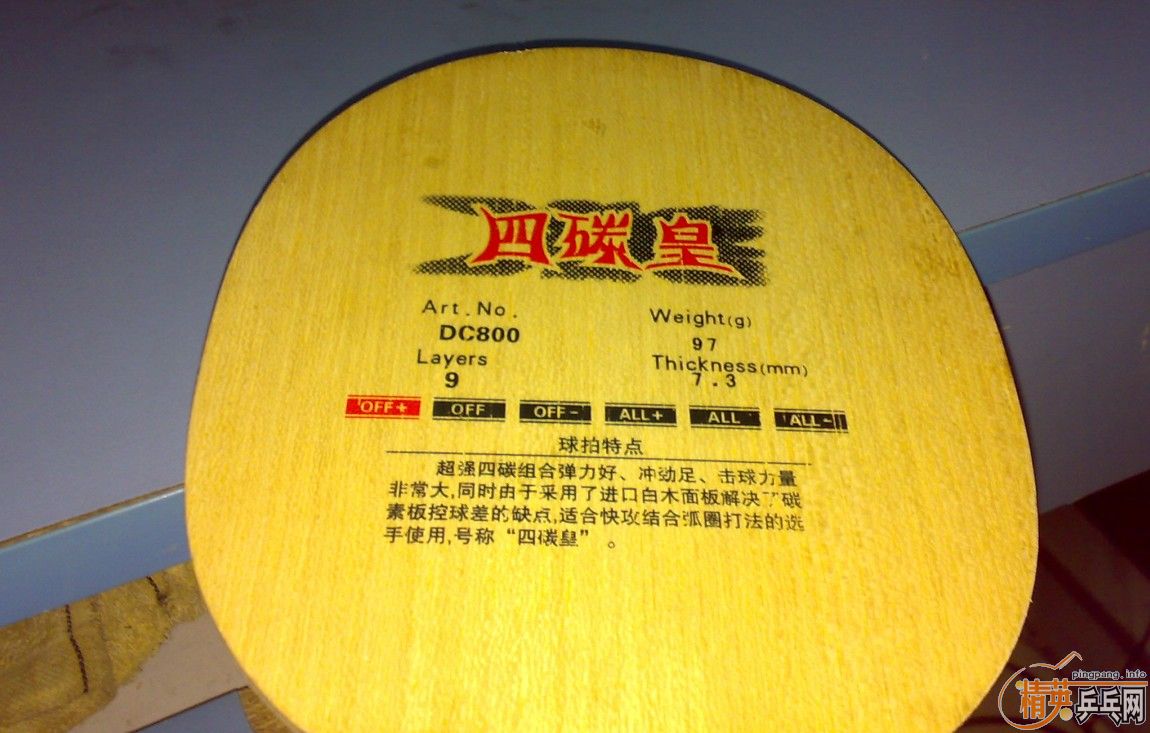 四碳皇
Art.No. Weight(g)
DC800 97
Layers Thickness(mm)
9 7.3
OFF+ OFF OFF- ALL+ ALL ALL-
球拍特点
超强四碳组合弹力好、冲劲足、击球力量
非常大,同时由于采用了进口白木面板解决了碳
素板控球差的缺点,适合快攻结合弧圈打法的选
手使用,号称“四碳皇”。
pingpang.info
精英乒乓网